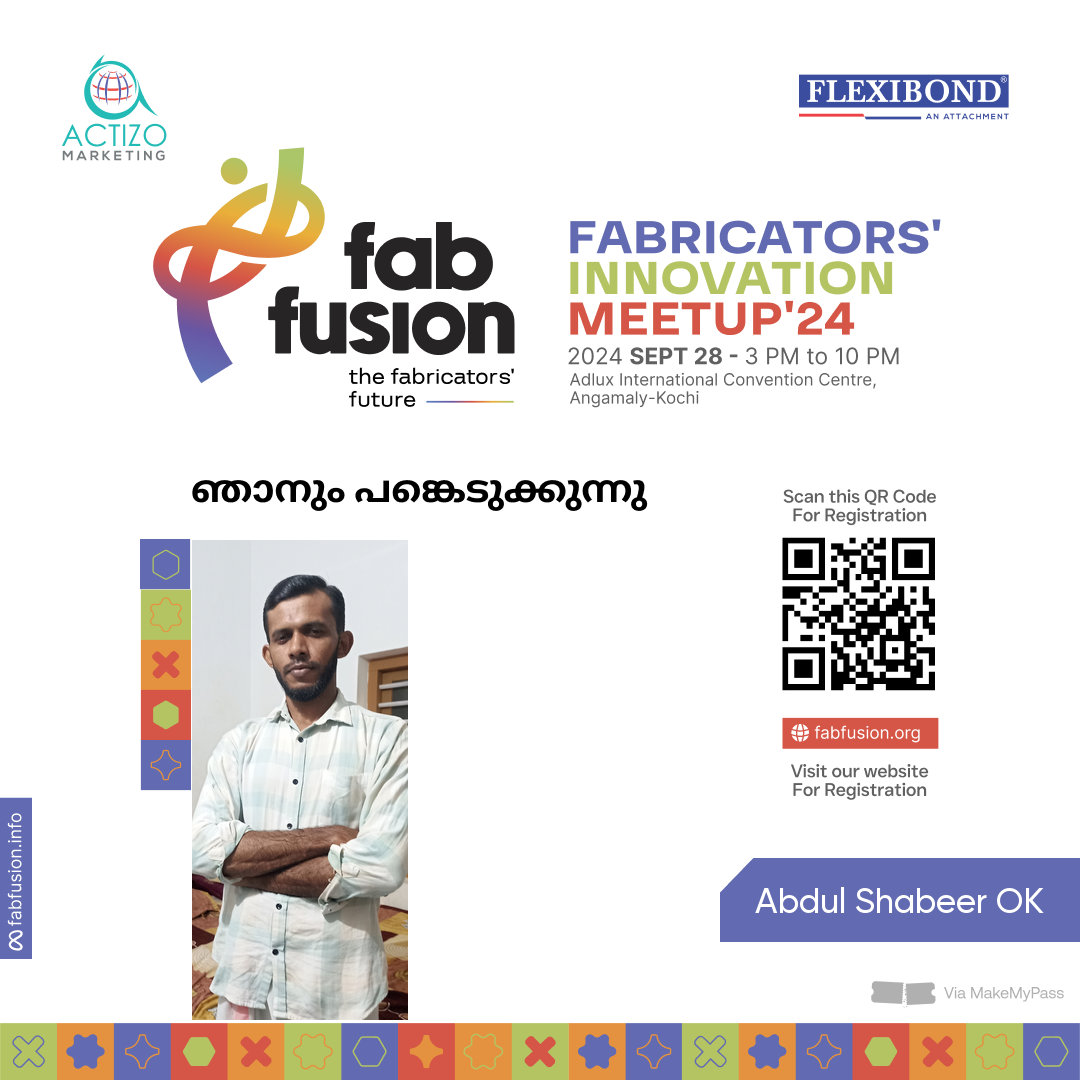 ACTIZO
MARKETING
FLEXIBOND®
AN ATTACHMENT
fab
fusion
the fabricators'
future
FABRICATORS'
INNOVATION
MEETUP'24
2024 SEPT 28 - 3 PM to 10 PM
Adlux International Convention Centre,
Angamaly-Kochi
ഞാനും പങ്കെടുക്കുന്നു
Scan this QR Code
For Registration
fabfusion.org
Visit our website
For Registration
fabfusion.info
Abdul Shabeer OK
Via MakeMyPass